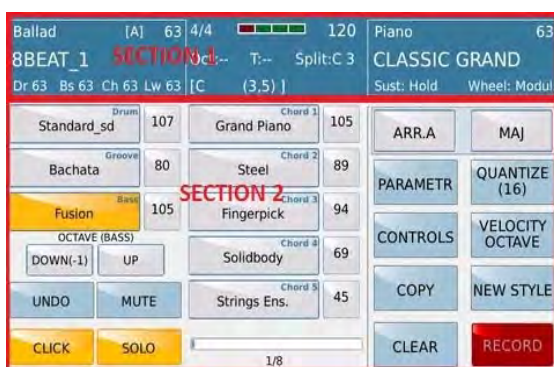 Ballad [A] 63 4/4 120 Piano 63
8BEAT_1 SECTION 1 Oct:-- T:-- Split:C 3 CLASSIC GRAND
Dr 63 Bs 63 Ch 63 Lw 63 [C (3,5) ] Sust: Hold Wheel: Modul
Drum
Standard_sd 107
Chord 1
Grand Piano 105
ARR.A MAJ
Groove
Bachata 80
Chord 2
Steel 89
PARAMETR QUANTIZE (16)
SECTION 2
Bass
Fusion 105
Chord 3
Fingerpick 94
CONTROLS VELOCITY OCTAVE
OCTAVE (BASS)
DOWN(-1) UP
Chord 4
Solidbody 69
UNDO MUTE
Chord 5
Strings Ens. 45
COPY NEW STYLE
CLICK SOLO
1/8
CLEAR RECORD